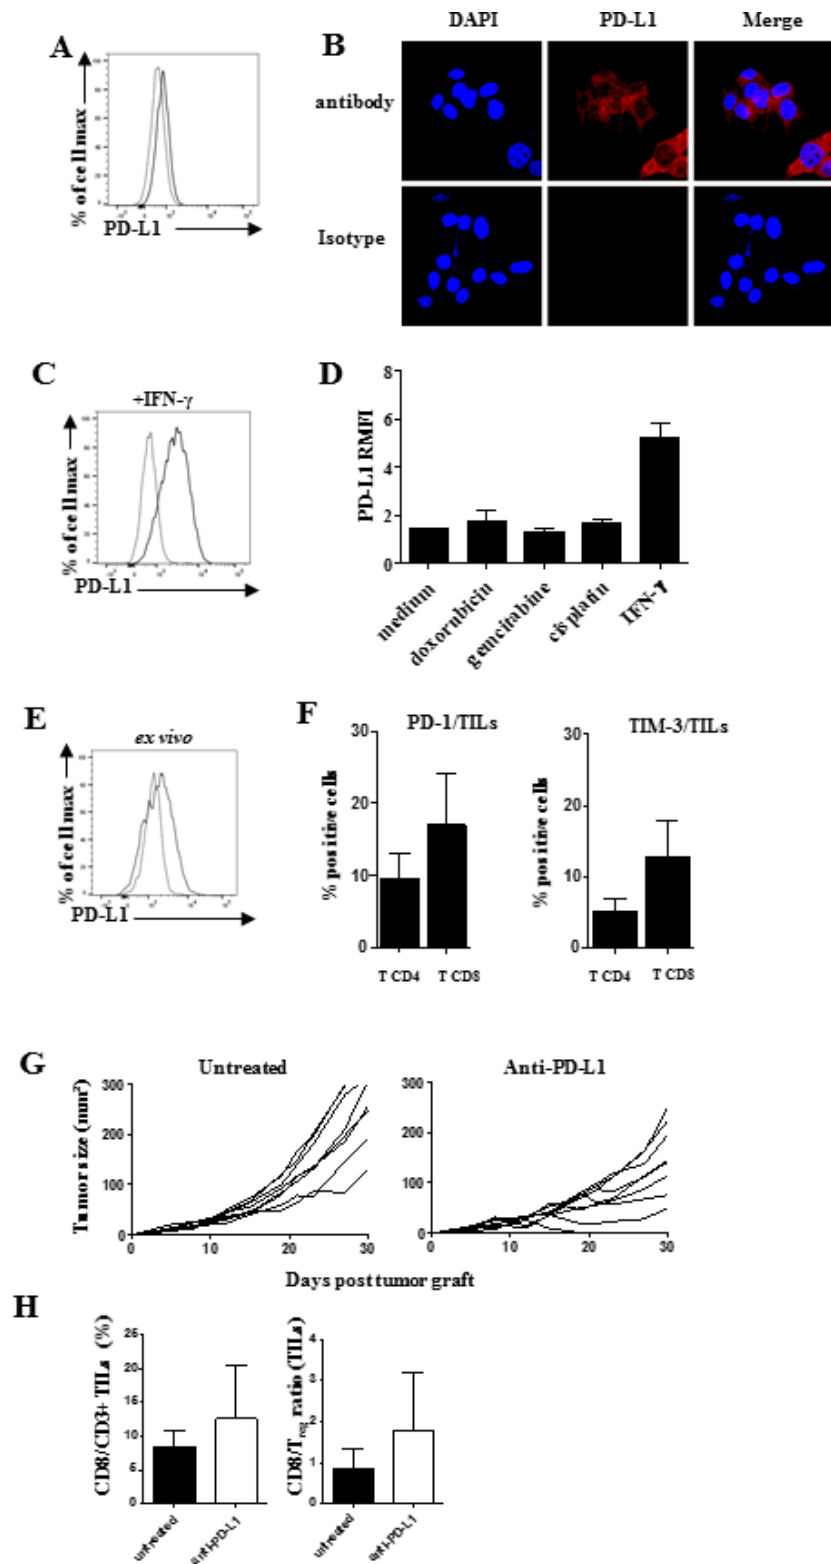 A
% of cell max
PD-L1
B
DAPI PD-L1 Merge
antibody
Isotype
C
+IFN-γ
% of cell max
PD-L1
D
PD-L1 RMFI
8
6
4
2
0
medium
doxorubicin
gemcitabine
cisplatin
IFN-γ
E
ex vivo
% of cell max
PD-L1
F
PD-1/TILs
% positive cells
30
20
10
0
T CD4 T CD8
TIM-3/TILs
% positive cells
30
20
10
0
T CD4 T CD8
G
Untreated
Tumor size (mm²)
300
200
100
0
10 20 30
Anti-PD-L1
300
200
100
0
0 10 20 30
Days post tumor graft
H
CD8/CD3+ TILs (%)
25
20
15
10
5
0
untreated
anti-PD-L1
CD8/Treg ratio (TILs)
4
3
2
1
0
untreated
anti-PD-L1